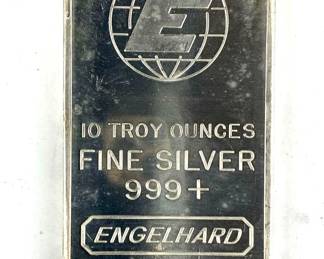 E
10 TROY OUNCES
FINE SILVER
999+
ENGELHARD